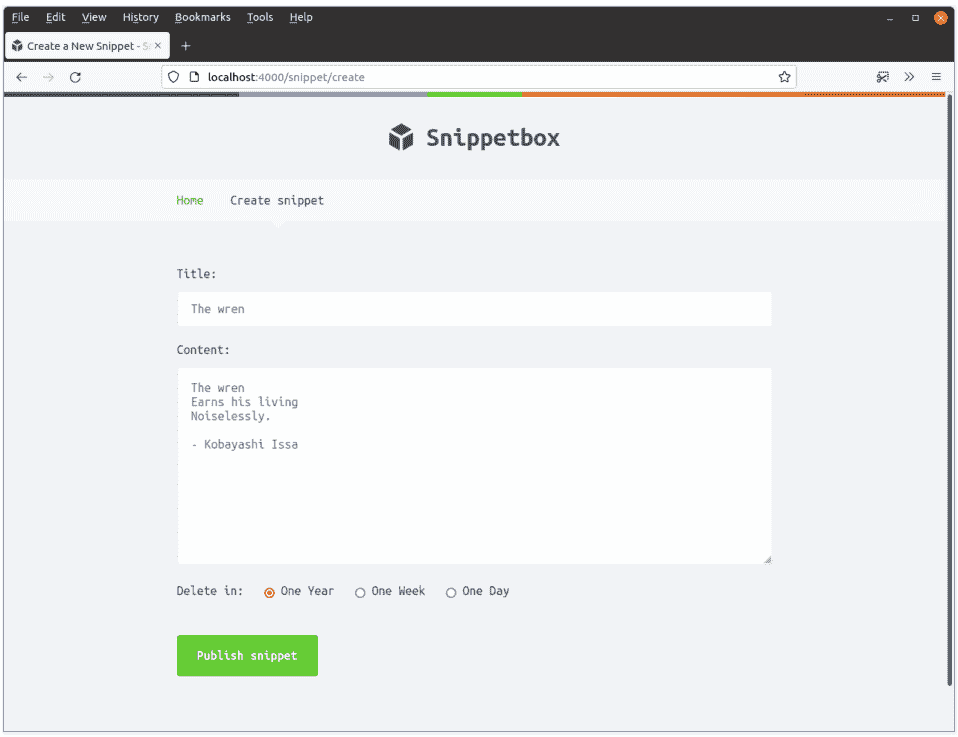 File Edit View History Bookmarks Tools Help
Create a New Snippet - S
localhost:4000/snippet/create
Snippetbox
Home Create snippet
Title:
The wren
Content:
The wren
Earns his living
Noiselessly.
- Kobayashi Issa
Delete in: One Year One Week One Day
Publish snippet